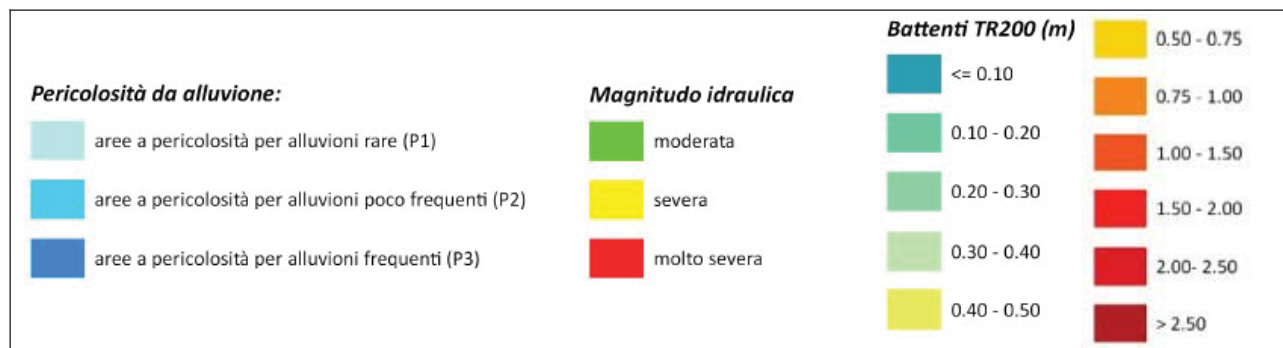 Pericolosità da alluvione:
aree a pericolosità per alluvioni rare (P1)
aree a pericolosità per alluvioni poco frequenti (P2)
aree a pericolosità per alluvioni frequenti (P3)
Magnitudo idraulica
moderata
severa
molto severa
Battenti TR200 (m)
<= 0.10
0.10 - 0.20
0.20 - 0.30
0.30 - 0.40
0.40 - 0.50
0.50 - 0.75
0.75 - 1.00
1.00 - 1.50
1.50 - 2.00
2.00- 2.50
> 2.50